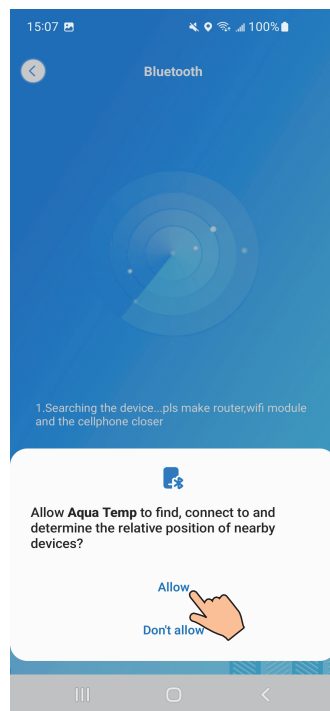 15:07 100%
Bluetooth
1.Searching the device...pls make router,wifi module
and the cellphone closer
Allow Aqua Temp to find, connect to and
determine the relative position of nearby
devices?
Allow
Don't allow